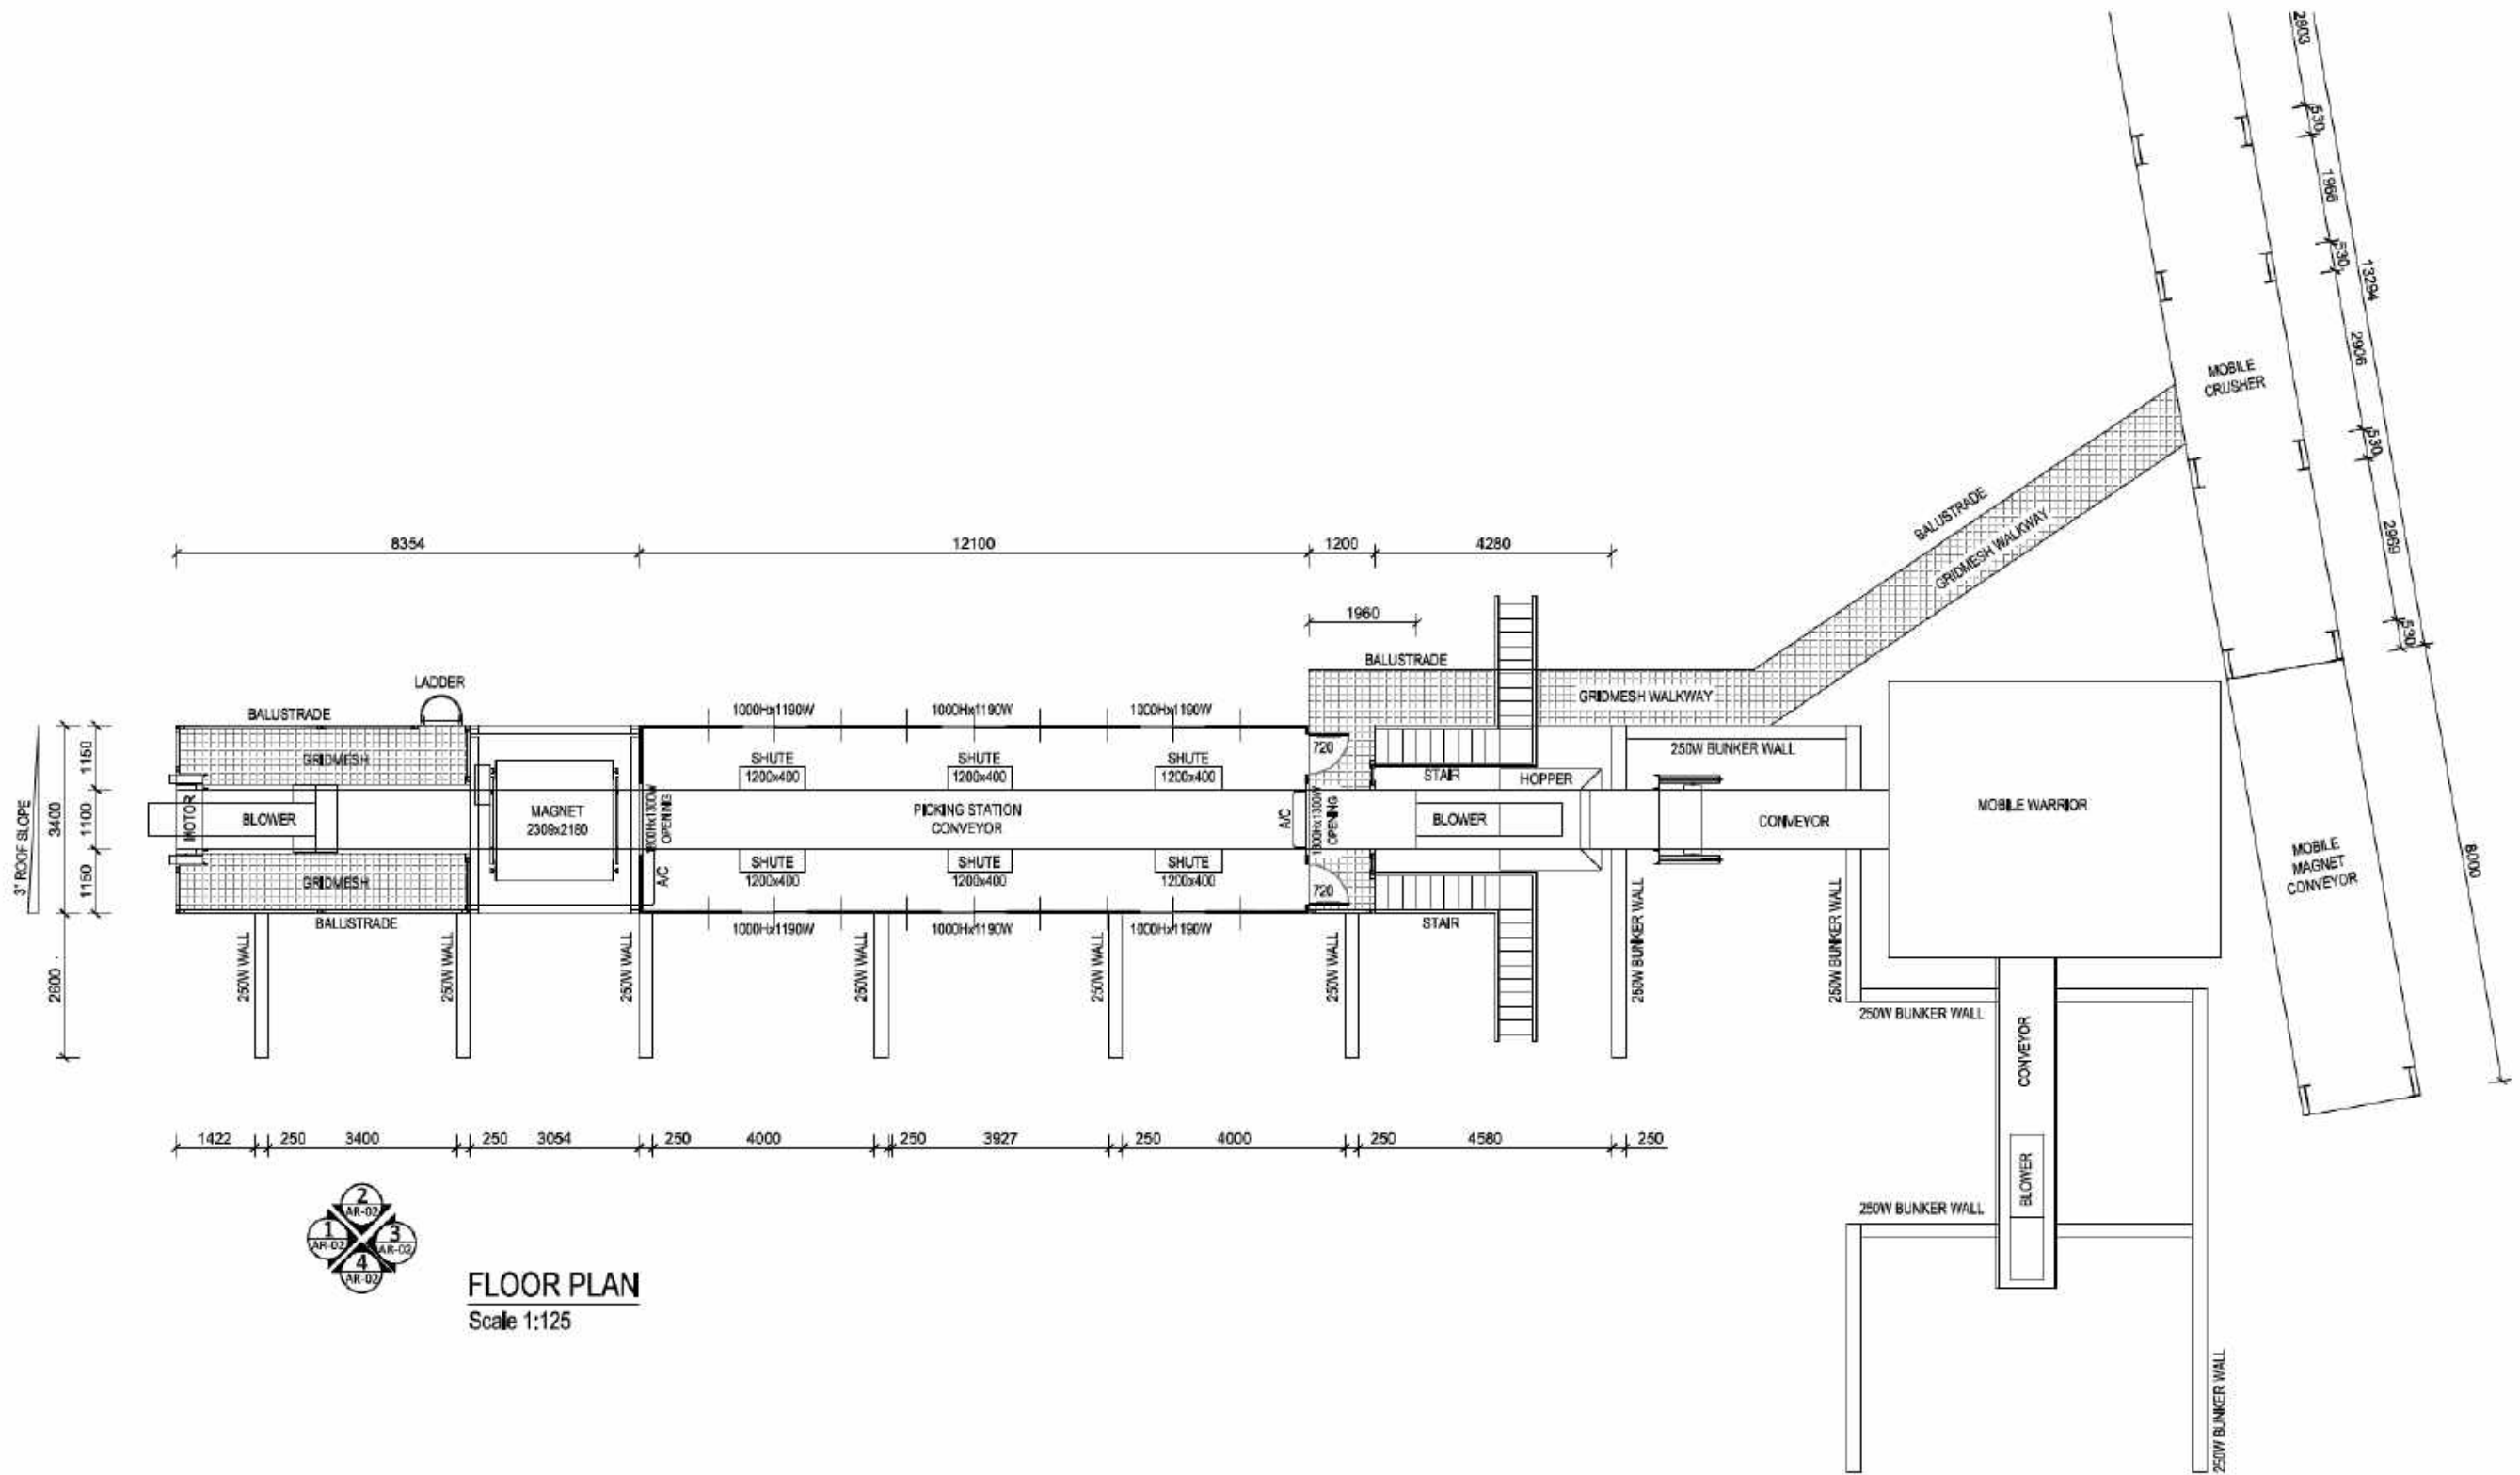 2903
530
1966
530
13294
2906
MOBILE
CRUSHER
530
2969
530
BALUSTRADE
GRIDMESH WALKWAY
8354
12100
1200
4280
1960
BALUSTRADE
LADDER
BALUSTRADE
1000Hx1190W
1000Hx1190W
1000Hx1190W
GRIDMESH WALKWAY
3° ROOF SLOPE
3400
1150
1100
1150
GRIDMESH
SHUTE
1200x400
SHUTE
1200x400
SHUTE
1200x400
720
STAIR
HOPPER
250W BUNKER WALL
MOTOR
BLOWER
MAGNET
2309x2180
1800Hx1300W
OPENING
PICKING STATION
CONVEYOR
A/C
1800Hx1300W
OPENING
BLOWER
CONVEYOR
MOBILE WARRIOR
MOBILE
MAGNET
CONVEYOR
8000
GRIDMESH
A/C
SHUTE
1200x400
SHUTE
1200x400
SHUTE
1200x400
720
BALUSTRADE
1000Hx1190W
1000Hx1190W
1000Hx1190W
STAIR
2600
250W WALL
250W WALL
250W WALL
250W WALL
250W WALL
250W WALL
250W BUNKER WALL
250W BUNKER WALL
250W BUNKER WALL
CONVEYOR
1422
250
3400
250
3054
250
4000
250
3927
250
4000
250
4580
250
BLOWER
250W BUNKER WALL
2
AR-02
1
AR-02
3
AR-02
4
AR-02
FLOOR PLAN
Scale 1:125
250W BUNKER WALL